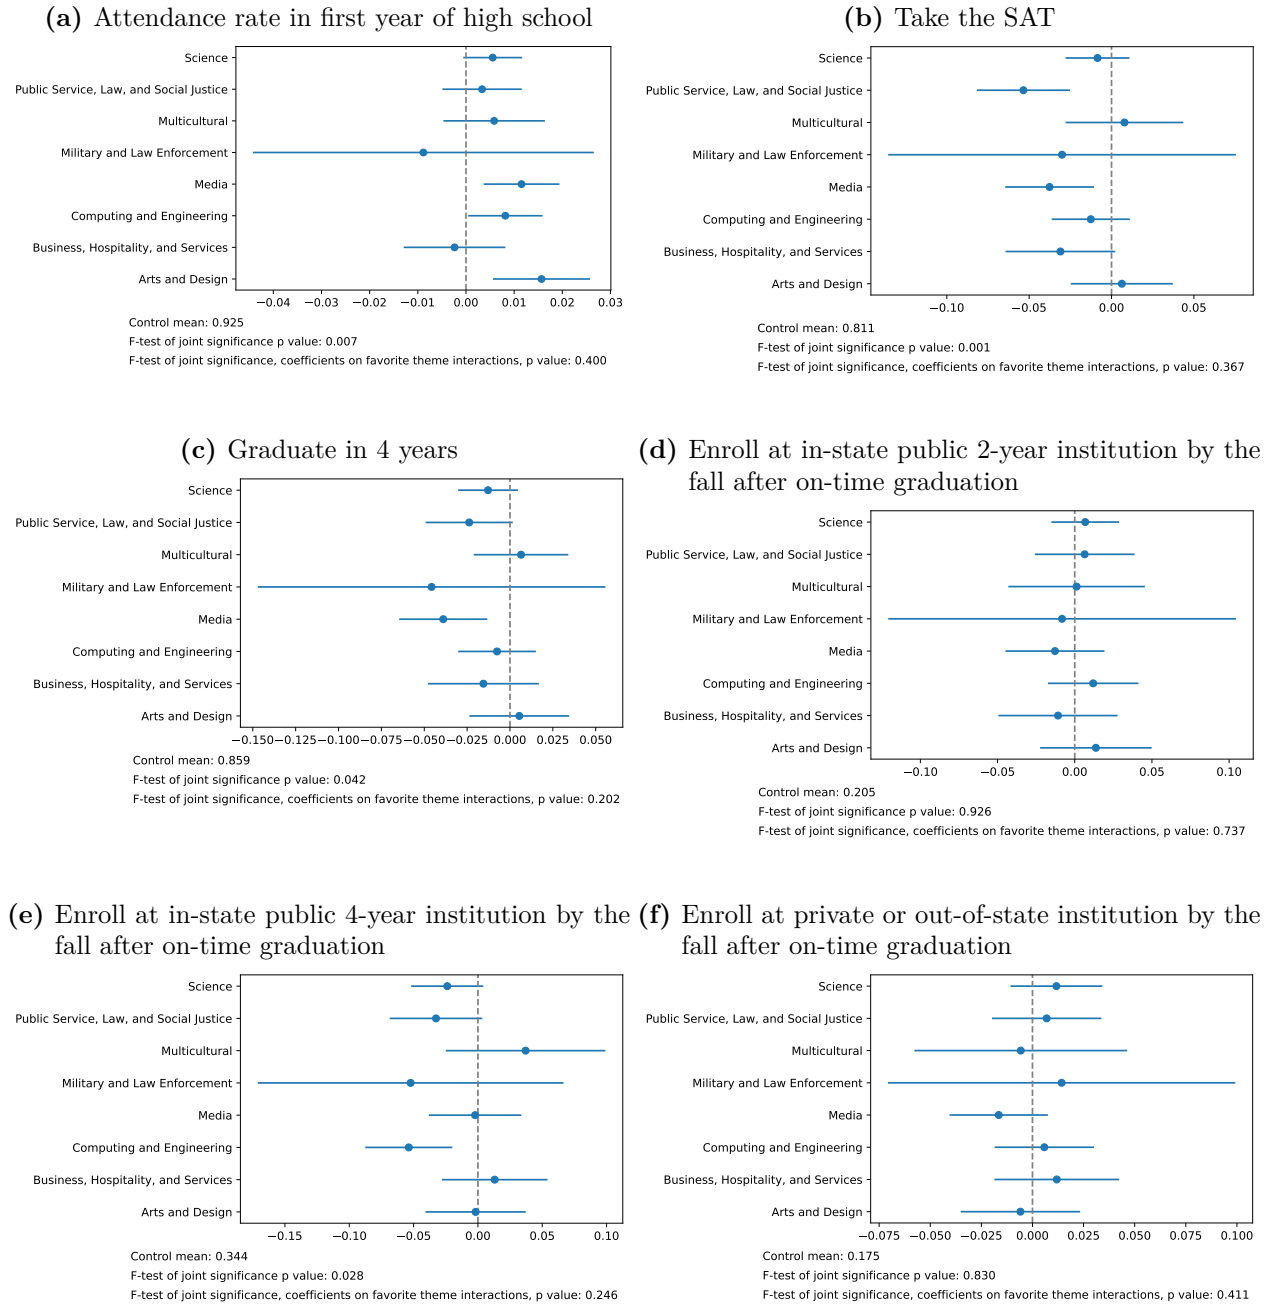 (a) Attendance rate in first year of high school
Science
Public Service, Law, and Social Justice
Multicultural
Military and Law Enforcement
Media
Computing and Engineering
Business, Hospitality, and Services
Arts and Design
−0.04 −0.03 −0.02 −0.01 0.00 0.01 0.02 0.03
Control mean: 0.925
F-test of joint significance p value: 0.007
F-test of joint significance, coefficients on favorite theme interactions, p value: 0.400
(b) Take the SAT
Science
Public Service, Law, and Social Justice
Multicultural
Military and Law Enforcement
Media
Computing and Engineering
Business, Hospitality, and Services
Arts and Design
−0.10 −0.05 0.00 0.05
Control mean: 0.811
F-test of joint significance p value: 0.001
F-test of joint significance, coefficients on favorite theme interactions, p value: 0.367
(c) Graduate in 4 years
Science
Public Service, Law, and Social Justice
Multicultural
Military and Law Enforcement
Media
Computing and Engineering
Business, Hospitality, and Services
Arts and Design
−0.150 −0.125 −0.100 −0.075 −0.050 −0.025 0.000 0.025 0.050
Control mean: 0.859
F-test of joint significance p value: 0.042
F-test of joint significance, coefficients on favorite theme interactions, p value: 0.202
(d) Enroll at in-state public 2-year institution by the
fall after on-time graduation
Science
Public Service, Law, and Social Justice
Multicultural
Military and Law Enforcement
Media
Computing and Engineering
Business, Hospitality, and Services
Arts and Design
−0.10 −0.05 0.00 0.05 0.10
Control mean: 0.205
F-test of joint significance p value: 0.926
F-test of joint significance, coefficients on favorite theme interactions, p value: 0.737
(e) Enroll at in-state public 4-year institution by the
fall after on-time graduation
Science
Public Service, Law, and Social Justice
Multicultural
Military and Law Enforcement
Media
Computing and Engineering
Business, Hospitality, and Services
Arts and Design
−0.15 −0.10 −0.05 0.00 0.05 0.10
Control mean: 0.344
F-test of joint significance p value: 0.028
F-test of joint significance, coefficients on favorite theme interactions, p value: 0.246
(f) Enroll at private or out-of-state institution by the
fall after on-time graduation
Science
Public Service, Law, and Social Justice
Multicultural
Military and Law Enforcement
Media
Computing and Engineering
Business, Hospitality, and Services
Arts and Design
−0.075 −0.050 −0.025 0.000 0.025 0.050 0.075 0.100
Control mean: 0.175
F-test of joint significance p value: 0.830
F-test of joint significance, coefficients on favorite theme interactions, p value: 0.411